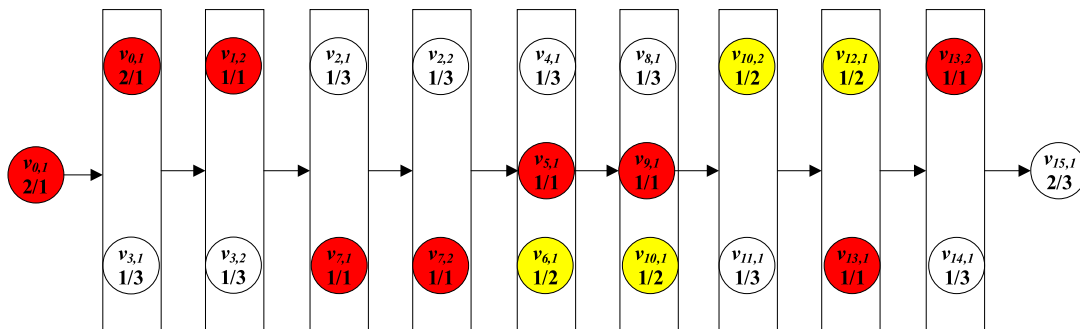 v0,1
2/1
v0,1
2/1
v3,1
1/3
v1,2
1/1
v3,2
1/3
v2,1
1/3
v7,1
1/1
v2,2
1/3
v7,2
1/1
v4,1
1/3
v5,1
1/1
v6,1
1/2
v8,1
1/3
v9,1
1/1
v10,1
1/2
v10,2
1/2
v11,1
1/3
v12,1
1/2
v13,1
1/1
v13,2
1/1
v14,1
1/3
v15,1
2/3